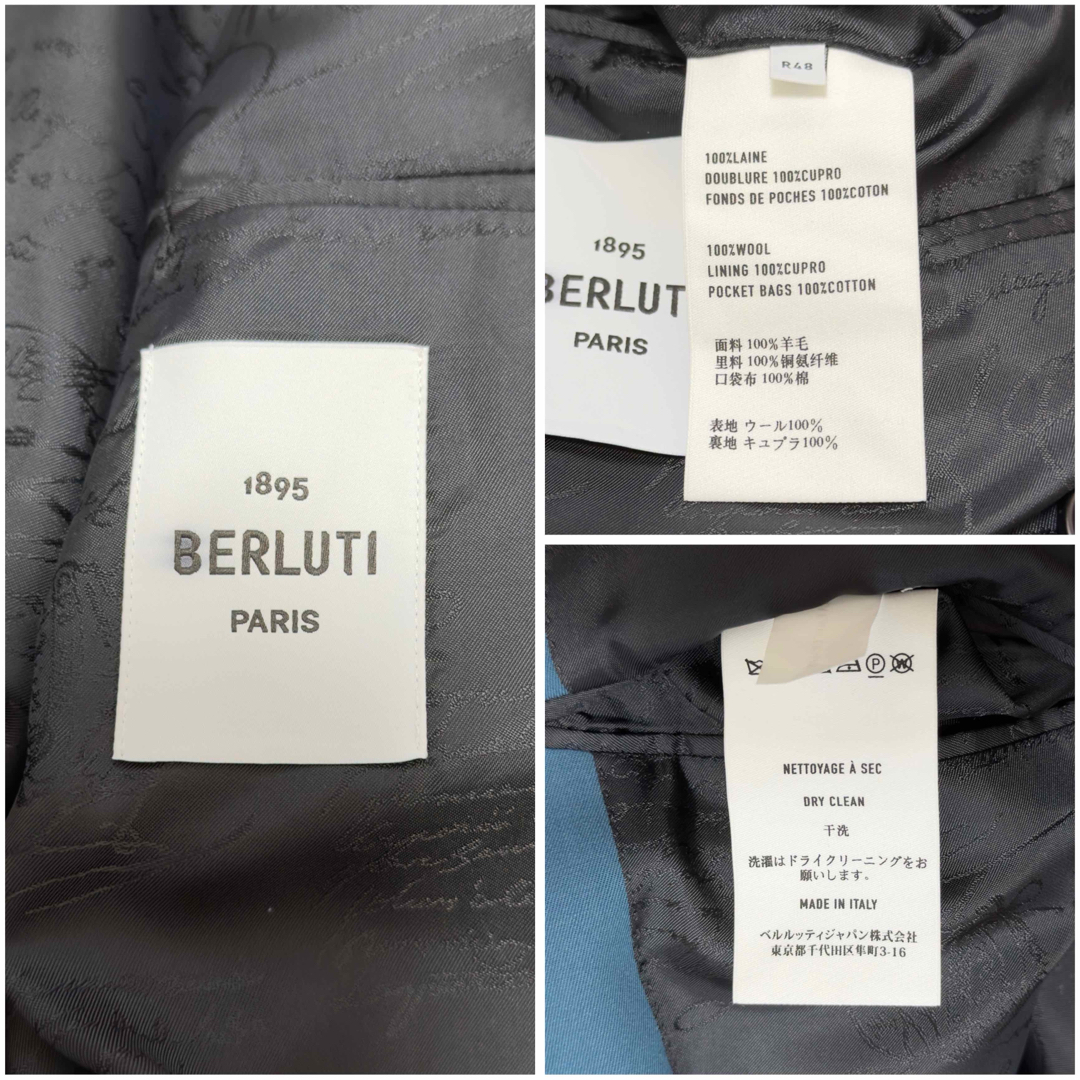 1895
BERLUTI
PARIS
R48
100%LAINE
DOUBLURE 100%CUPRO
FONDS DE POCHES 100%COTON
100%WOOL
LINING 100%CUPRO
POCKET BAGS 100%COTTON
面料 100%羊毛
里料 100%铜氨纤维
口袋布 100%棉
表地 ウール100%
裏地 キュプラ100%
1895
BERLUT
PARIS
P
W
NETTOYAGE À SEC
DRY CLEAN
干洗
洗濯はドライクリーニングをお
願いします。
MADE IN ITALY
ベルルッティジャパン株式会社
東京都千代田区隼町3-16